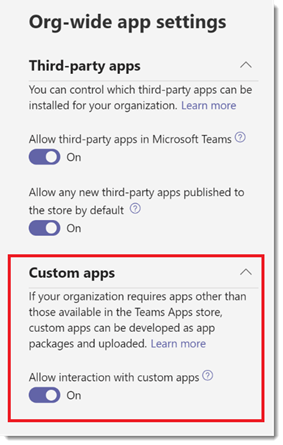 Org-wide app settings
Third-party apps
You can control which third-party apps can be
installed for your organization. Learn more
Allow third-party apps in Microsoft Teams ?
On
Allow any new third-party apps published to
the store by default ?
On
Custom apps
If your organization requires apps other than
those available in the Teams Apps store,
custom apps can be developed as app
packages and uploaded. Learn more
Allow interaction with custom apps ?
On